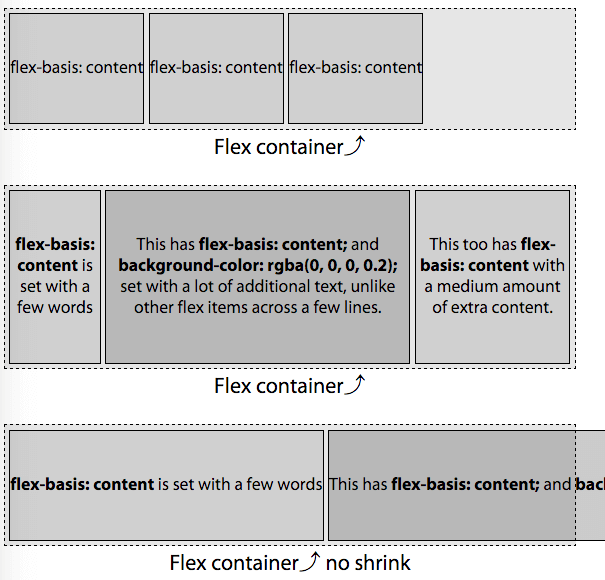 flex-basis: content flex-basis: content flex-basis: content
Flex container⤴
flex-basis:
content is
set with a
few words
This has flex-basis: content; and
background-color: rgba(0, 0, 0, 0.2);
set with a lot of additional text, unlike
other flex items across a few lines.
This too has flex-
basis: content with
a medium amount
of extra content.
Flex container⤴
flex-basis: content is set with a few words
This has flex-basis: content; and bac
Flex container⤴ no shrink